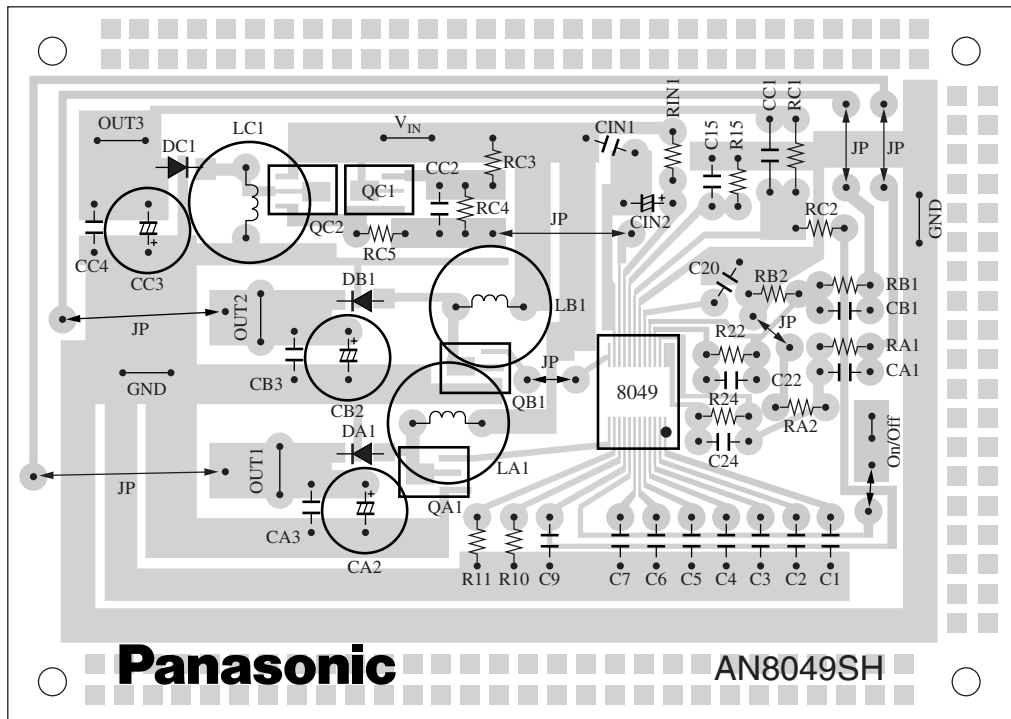 OUT3
DC1
LC1
VIN
CC2
RC3
CIN1
RIN1
C15
R15
CC1
RC1
JP
JP
QC2
QC1
RC4
RC5
JP
CIN2
RC2
GND
CC4
CC3
C20
RB2
RB1
CB1
DB1
LB1
OUT2
JP
JP
R22
RA1
CA1
GND
CB3
CB2
QB1
JP
8049
C22
R24
C24
RA2
On/Off
DA1
LA1
OUT1
JP
QA1
CA3
CA2
R11
R10
C9
C7
C6
C5
C4
C3
C2
C1
Panasonic
AN8049SH